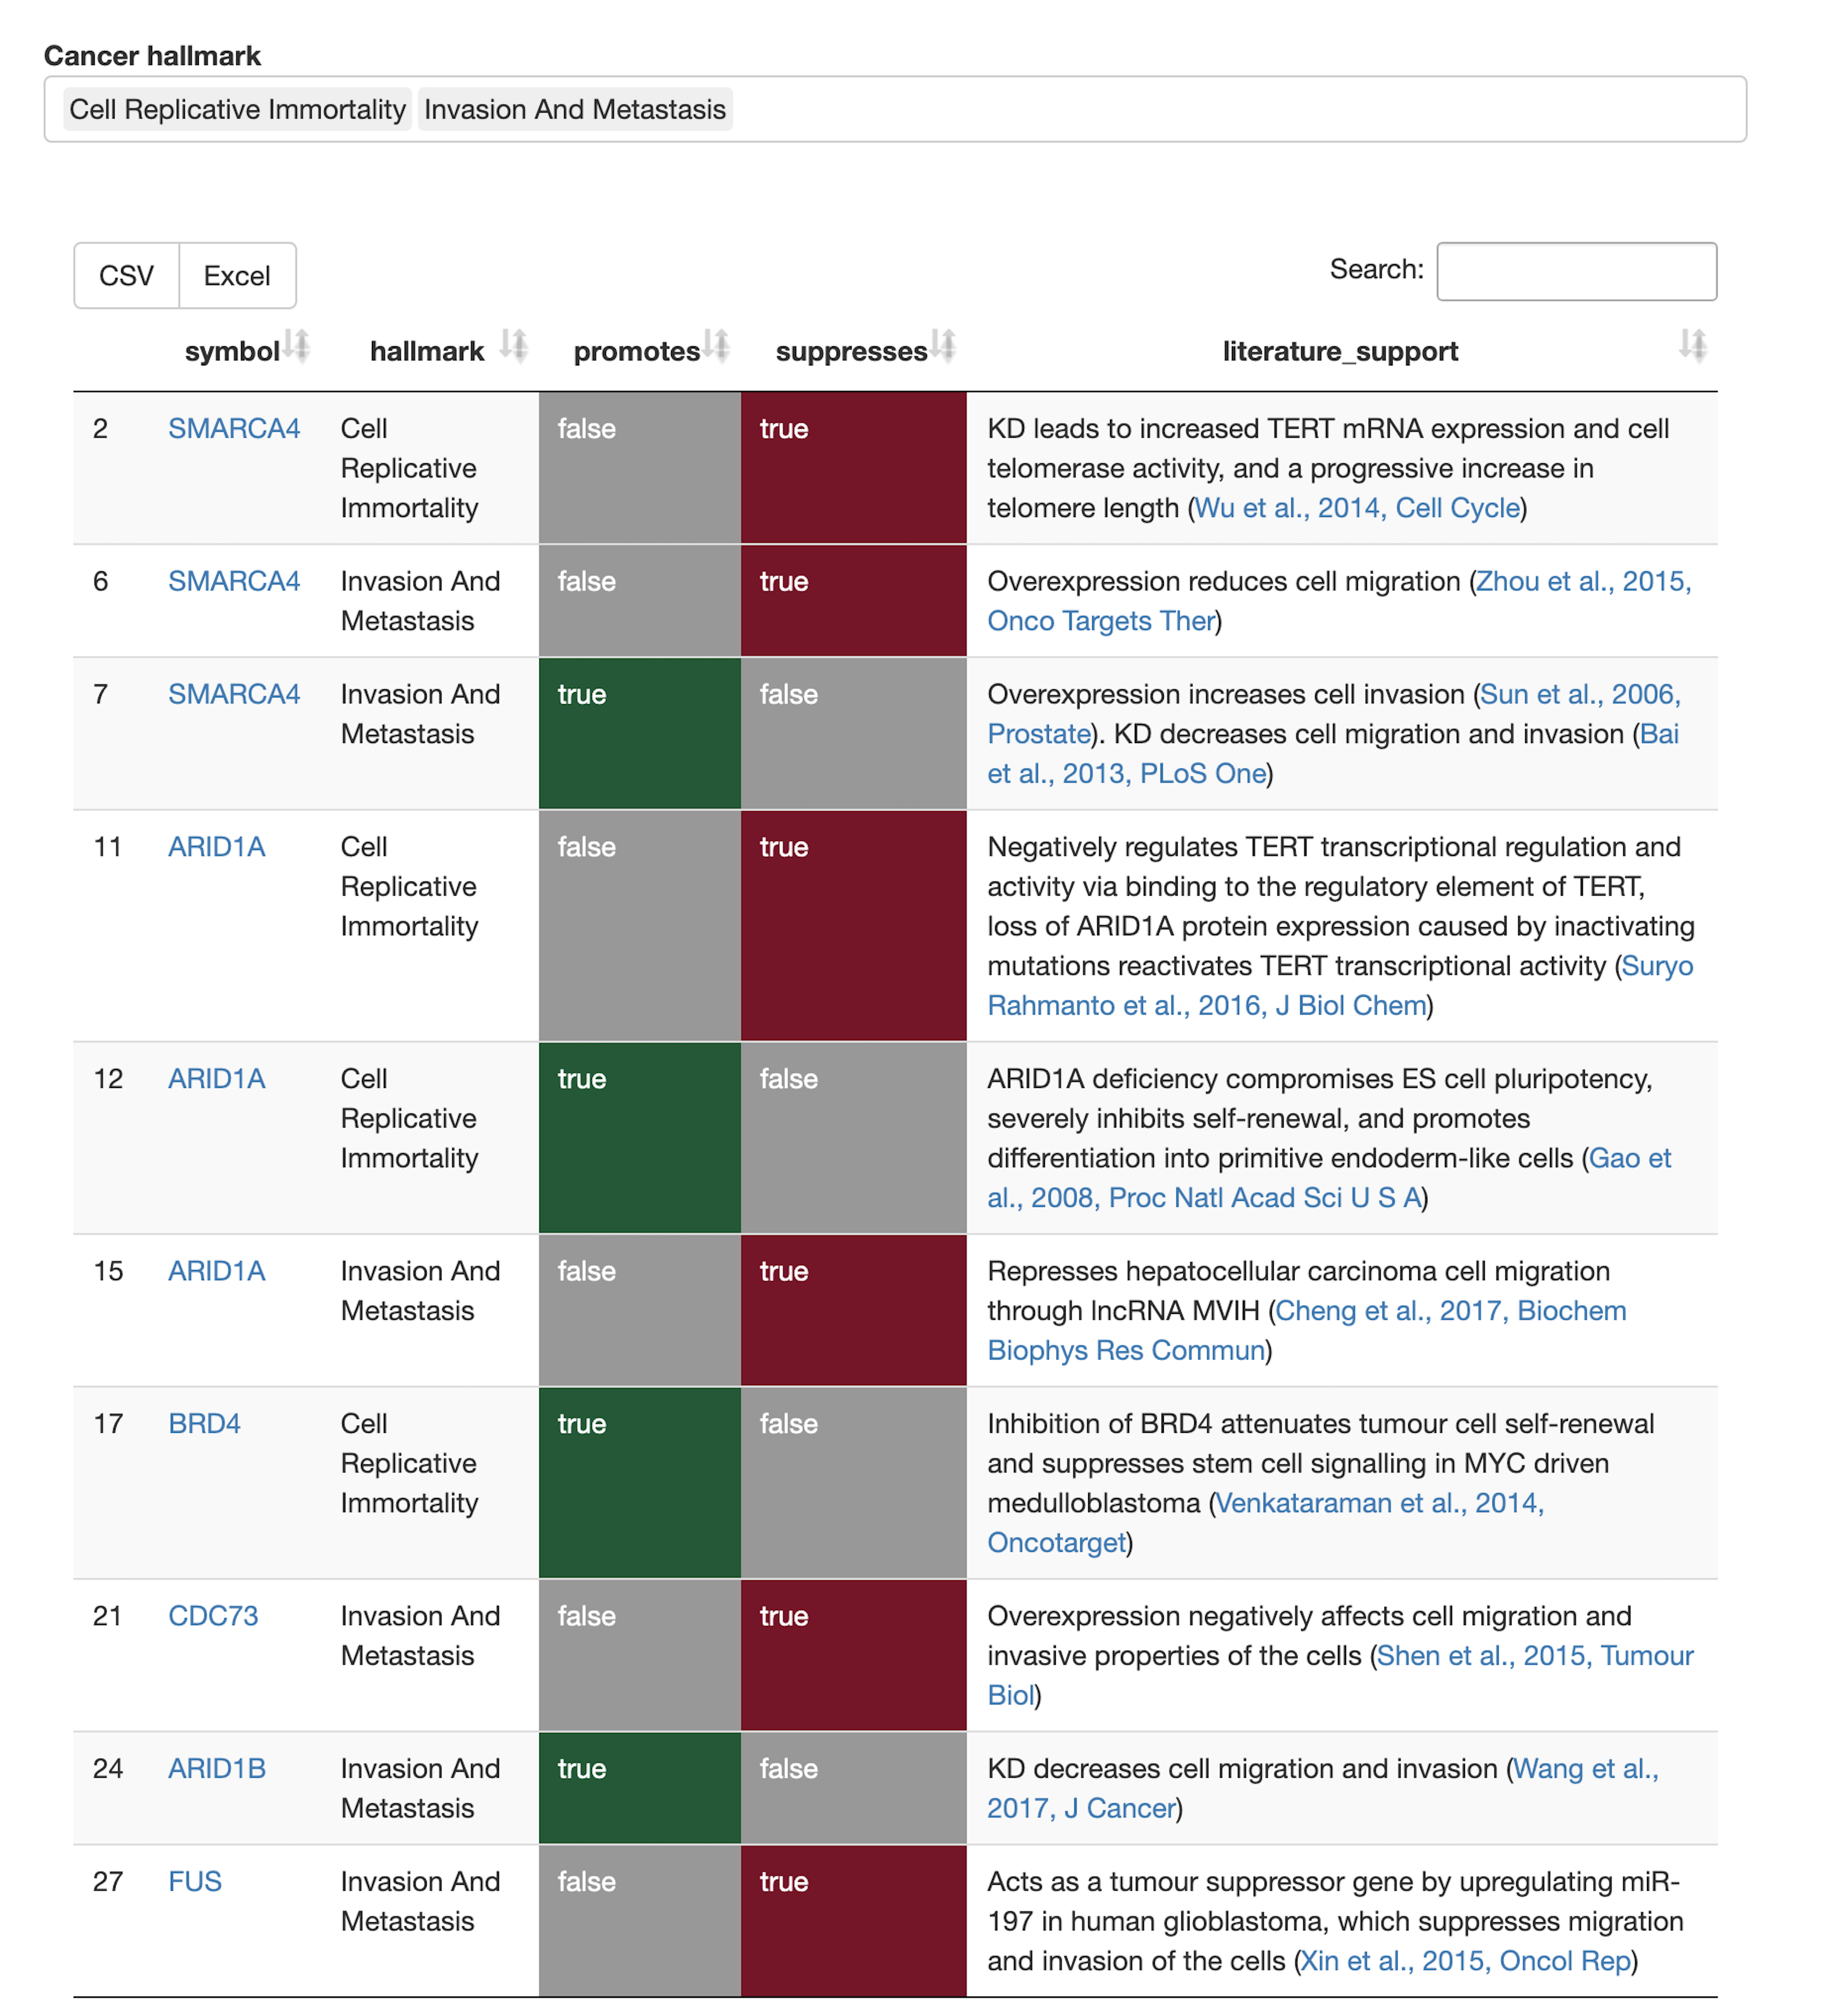 Cancer hallmark
Cell Replicative Immortality Invasion And Metastasis
CSV Excel Search:
symbol hallmark promotes suppresses literature_support
2 SMARCA4 Cell false true KD leads to increased TERT mRNA expression and cell
Replicative telomerase activity, and a progressive increase in
Immortality telomere length (Wu et al., 2014, Cell Cycle)
6 SMARCA4 Invasion And false true Overexpression reduces cell migration (Zhou et al., 2015,
Metastasis Onco Targets Ther)
7 SMARCA4 Invasion And true false Overexpression increases cell invasion (Sun et al., 2006,
Metastasis Prostate). KD decreases cell migration and invasion (Bai
et al., 2013, PLoS One)
11 ARID1A Cell false true Negatively regulates TERT transcriptional regulation and
Replicative activity via binding to the regulatory element of TERT,
Immortality loss of ARID1A protein expression caused by inactivating
mutations reactivates TERT transcriptional activity (Suryo
Rahmanto et al., 2016, J Biol Chem)
12 ARID1A Cell true false ARID1A deficiency compromises ES cell pluripotency,
Replicative severely inhibits self-renewal, and promotes
Immortality differentiation into primitive endoderm-like cells (Gao et
al., 2008, Proc Natl Acad Sci U S A)
15 ARID1A Invasion And false true Represses hepatocellular carcinoma cell migration
Metastasis through lncRNA MVIH (Cheng et al., 2017, Biochem
Biophys Res Commun)
17 BRD4 Cell true false Inhibition of BRD4 attenuates tumour cell self-renewal
Replicative and suppresses stem cell signalling in MYC driven
Immortality medulloblastoma (Venkataraman et al., 2014,
Oncotarget)
21 CDC73 Invasion And false true Overexpression negatively affects cell migration and
Metastasis invasive properties of the cells (Shen et al., 2015, Tumour
Biol)
24 ARID1B Invasion And true false KD decreases cell migration and invasion (Wang et al.,
Metastasis 2017, J Cancer)
27 FUS Invasion And false true Acts as a tumour suppressor gene by upregulating miR-
Metastasis 197 in human glioblastoma, which suppresses migration
and invasion of the cells (Xin et al., 2015, Oncol Rep)